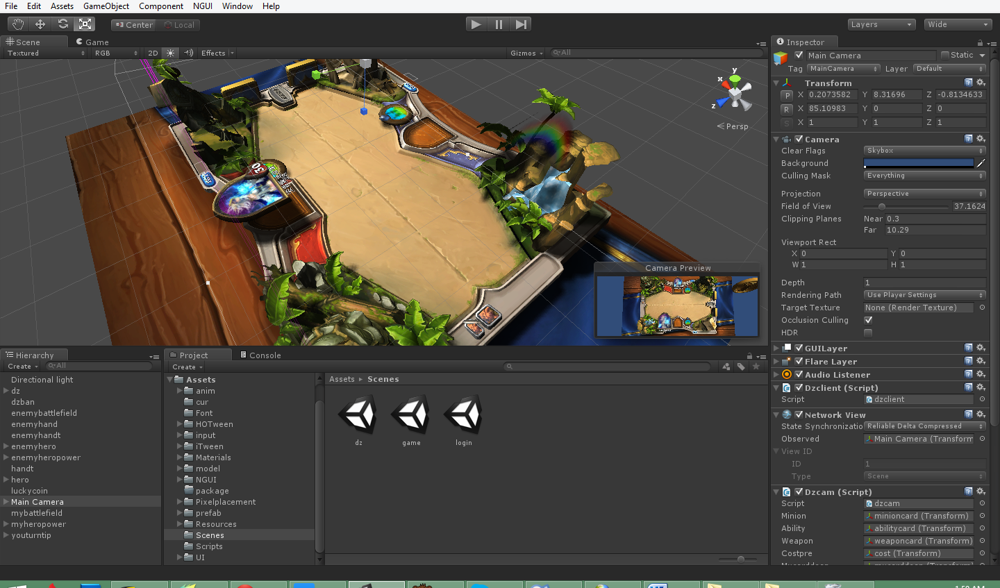 File Edit Assets GameObject Component NGUI Window Help
Center Local
Layers Wide
Scene Game
Textured RGB 2D Effects Gizmos All
y
x
z
Persp
30
Camera Preview
Inspector
Main Camera Static
Tag MainCamera Layer Default
Transform
P X 0.2073582 Y 8.31696 Z -0.8134633
R X 85.10983 Y 0 Z 0
S X 1 Y 1 Z 1
Camera
Clear Flags Skybox
Background
Culling Mask Everything
Projection Perspective
Field of View 37.1624
Clipping Planes Near 0.3
Far 10.29
Viewport Rect
X 0 Y 0
W 1 H 1
Depth 1
Rendering Path Use Player Settings
Target Texture None (Render Texture)
Occlusion Culling
HDR
GUILayer
Flare Layer
Audio Listener
Dzclient (Script)
Script dzclient
Network View
State Synchronizatio Reliable Delta Compressed
Observed Main Camera (Transform
View ID
ID 1
Type Scene
Dzcam (Script)
Script dzcam
Minion minioncard (Transform)
Ability abilitycard (Transform)
Weapon weaponcard (Transform)
Costpre cost (Transform)
Hierarchy
Create All
Directional light
dz
dzban
enemybattlefield
enemyhand
enemyhandt
enemyhero
enemyheropower
handt
hero
luckycoin
Main Camera
mybattlefield
myheropower
youturntip
Project Console
Create
Assets
anim
cur
Font
HOTween
input
iTween
Materials
model
NGUI
package
Pixelplacement
prefab
Resources
Scenes
Scripts
UI
Assets Scenes
dz game login